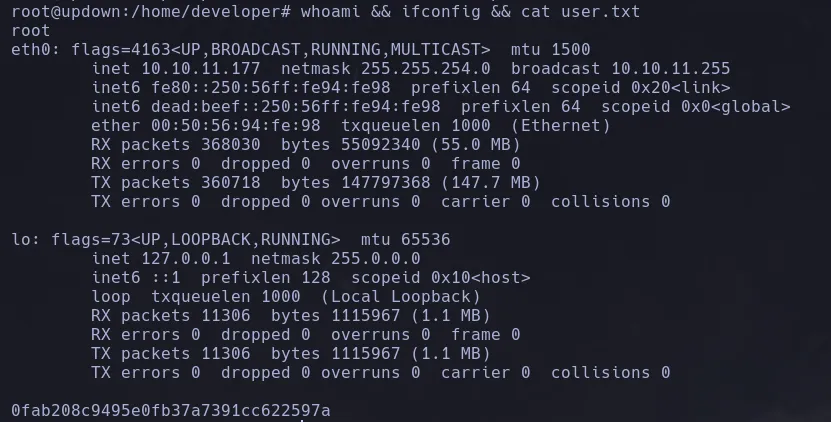 root@updown:/home/developer# whoami && ifconfig && cat user.txt
root
eth0: flags=4163<UP,BROADCAST,RUNNING,MULTICAST>  mtu 1500
        inet 10.10.11.177  netmask 255.255.254.0  broadcast 10.10.11.255
        inet6 fe80::250:56ff:fe94:fe98  prefixlen 64  scopeid 0x20<link>
        inet6 dead:beef::250:56ff:fe94:fe98  prefixlen 64  scopeid 0x0<global>
        ether 00:50:56:94:fe:98  txqueuelen 1000  (Ethernet)
        RX packets 368030  bytes 55092340 (55.0 MB)
        RX errors 0  dropped 0  overruns 0  frame 0
        TX packets 360718  bytes 147797368 (147.7 MB)
        TX errors 0  dropped 0 overruns 0  carrier 0  collisions 0
lo: flags=73<UP,LOOPBACK,RUNNING>  mtu 65536
        inet 127.0.0.1  netmask 255.0.0.0
        inet6 ::1  prefixlen 128  scopeid 0x10<host>
        loop  txqueuelen 1000  (Local Loopback)
        RX packets 11306  bytes 1115967 (1.1 MB)
        RX errors 0  dropped 0  overruns 0  frame 0
        TX packets 11306  bytes 1115967 (1.1 MB)
        TX errors 0  dropped 0 overruns 0  carrier 0  collisions 0
0fab208c9495e0fb37a7391cc622597a